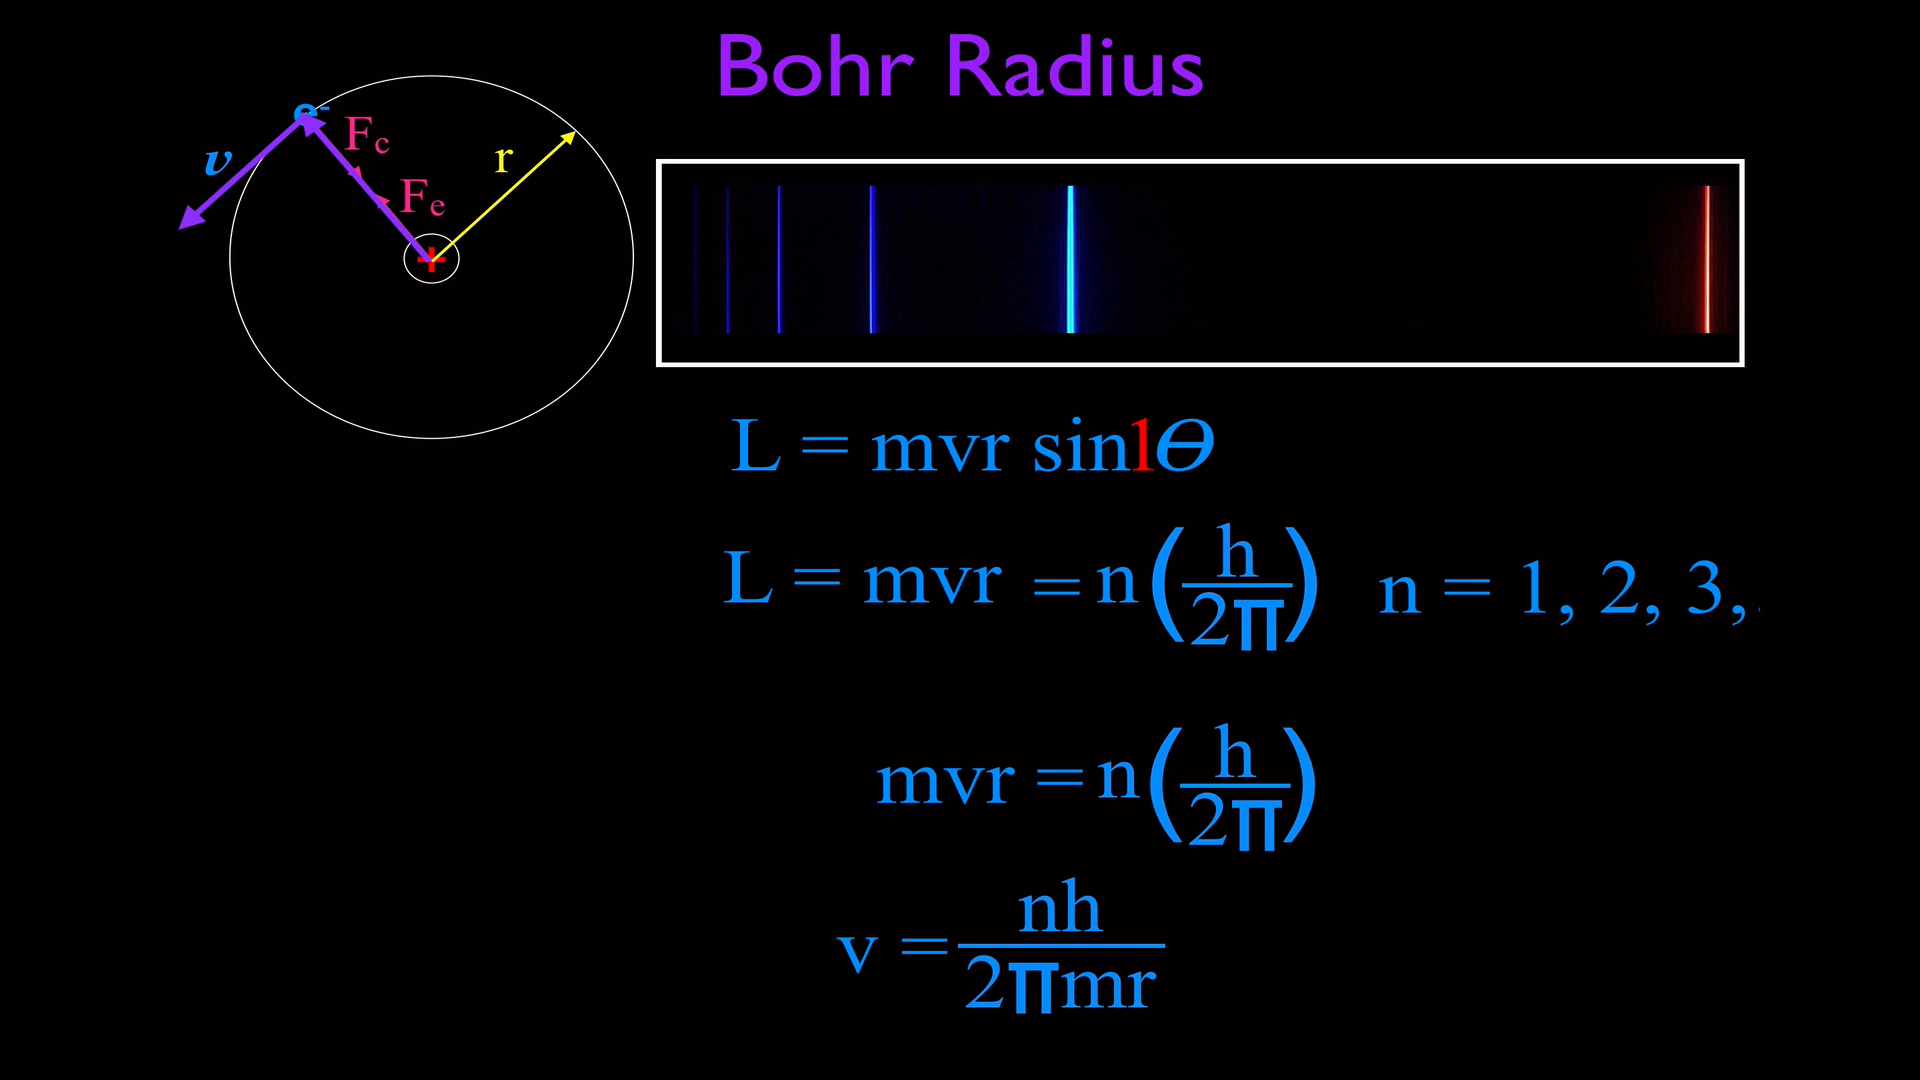 Bohr Radius
e-
v
Fc
Fe
r
+
L = mvr sin1Θ
L = mvr = n(h/2π) n = 1, 2, 3,.
mvr = n(h/2π)
v = nh/2πmr